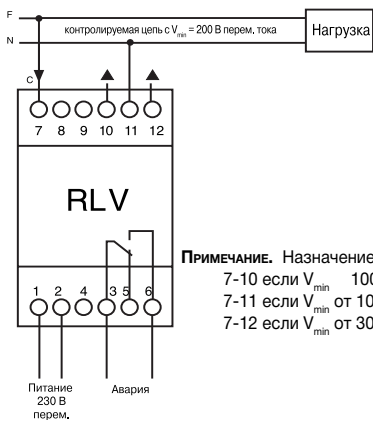 F
контролируемая цепь с Vmin = 200 В перем. тока
N
Нагрузка
C
7 8 9 10 11 12
RLV
Примечание. Назначение
7-10 если Vmin 100
7-11 если Vmin от 10
7-12 если Vmin от 30
1 2 4 3 5 6
Питание
230 В
перем.
Авария